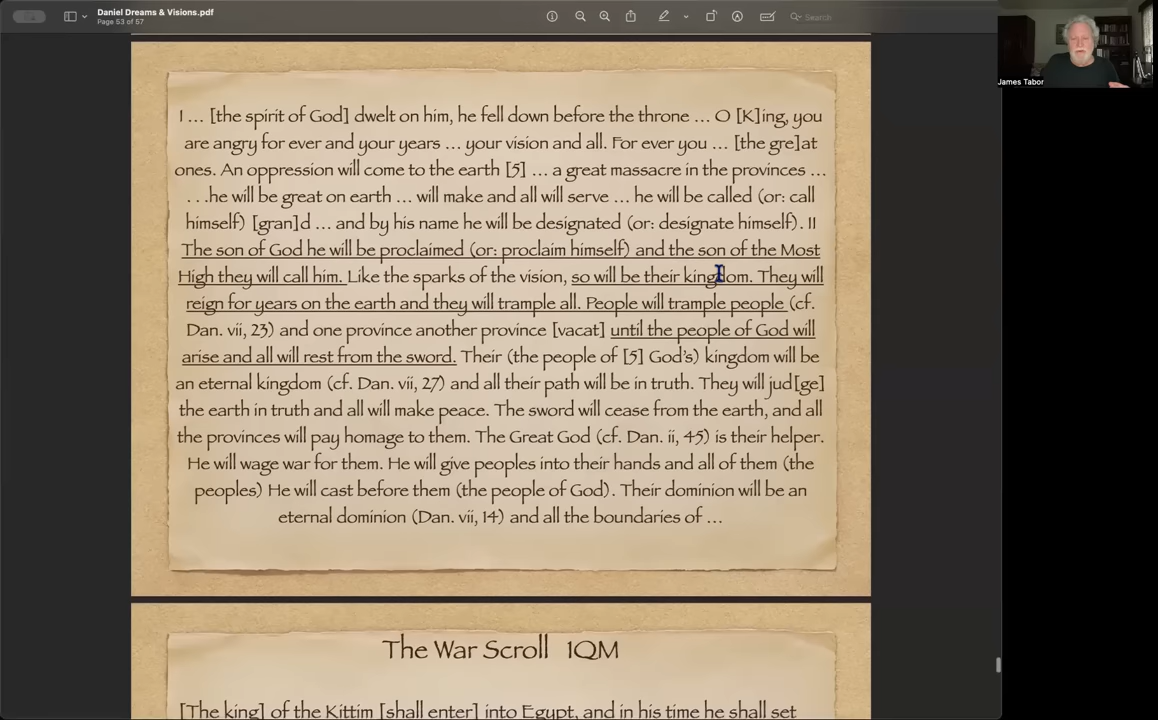 Daniel Dreams & Visions.pdf
Page 53 of 57
Search
James Tabor
I ... [the spirit of God] dwelt on him, he fell down before the throne ... O [K]ing, you
are angry for ever and your years ... your vision and all. For ever you ... [the gre]at
ones. An oppression will come to the earth [5] ... a great massacre in the provinces ...
. . .he will be great on earth ... will make and all will serve ... he will be called (or: call
himself) [gran]d ... and by his name he will be designated (or: designate himself). II
The son of God he will be proclaimed (or: proclaim himself) and the son of the Most
High they will call him. Like the sparks of the vision, so will be their kingdom. They will
reign for years on the earth and they will trample all. People will trample people (cf.
Dan. vii, 23) and one province another province [vacat] until the people of God will
arise and all will rest from the sword. Their (the people of [5] God's) kingdom will be
an eternal kingdom (cf. Dan. vii, 27) and all their path will be in truth. They will jud[ge]
the earth in truth and all will make peace. The sword will cease from the earth, and all
the provinces will pay homage to them. The Great God (cf. Dan. ii, 45) is their helper.
He will wage war for them. He will give peoples into their hands and all of them (the
peoples) He will cast before them (the people of God). Their dominion will be an
eternal dominion (Dan. vii, 14) and all the boundaries of ...
The War Scroll 1QM
[The king] of the Kittim [shall enter] into Egypt, and in his time he shall set